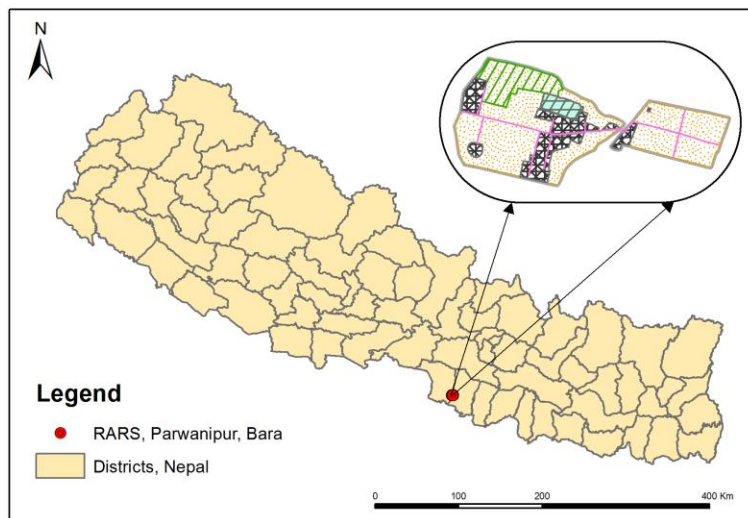 N
Legend
RARS, Parwanipur, Bara
Districts, Nepal
0 100 200 400 Km